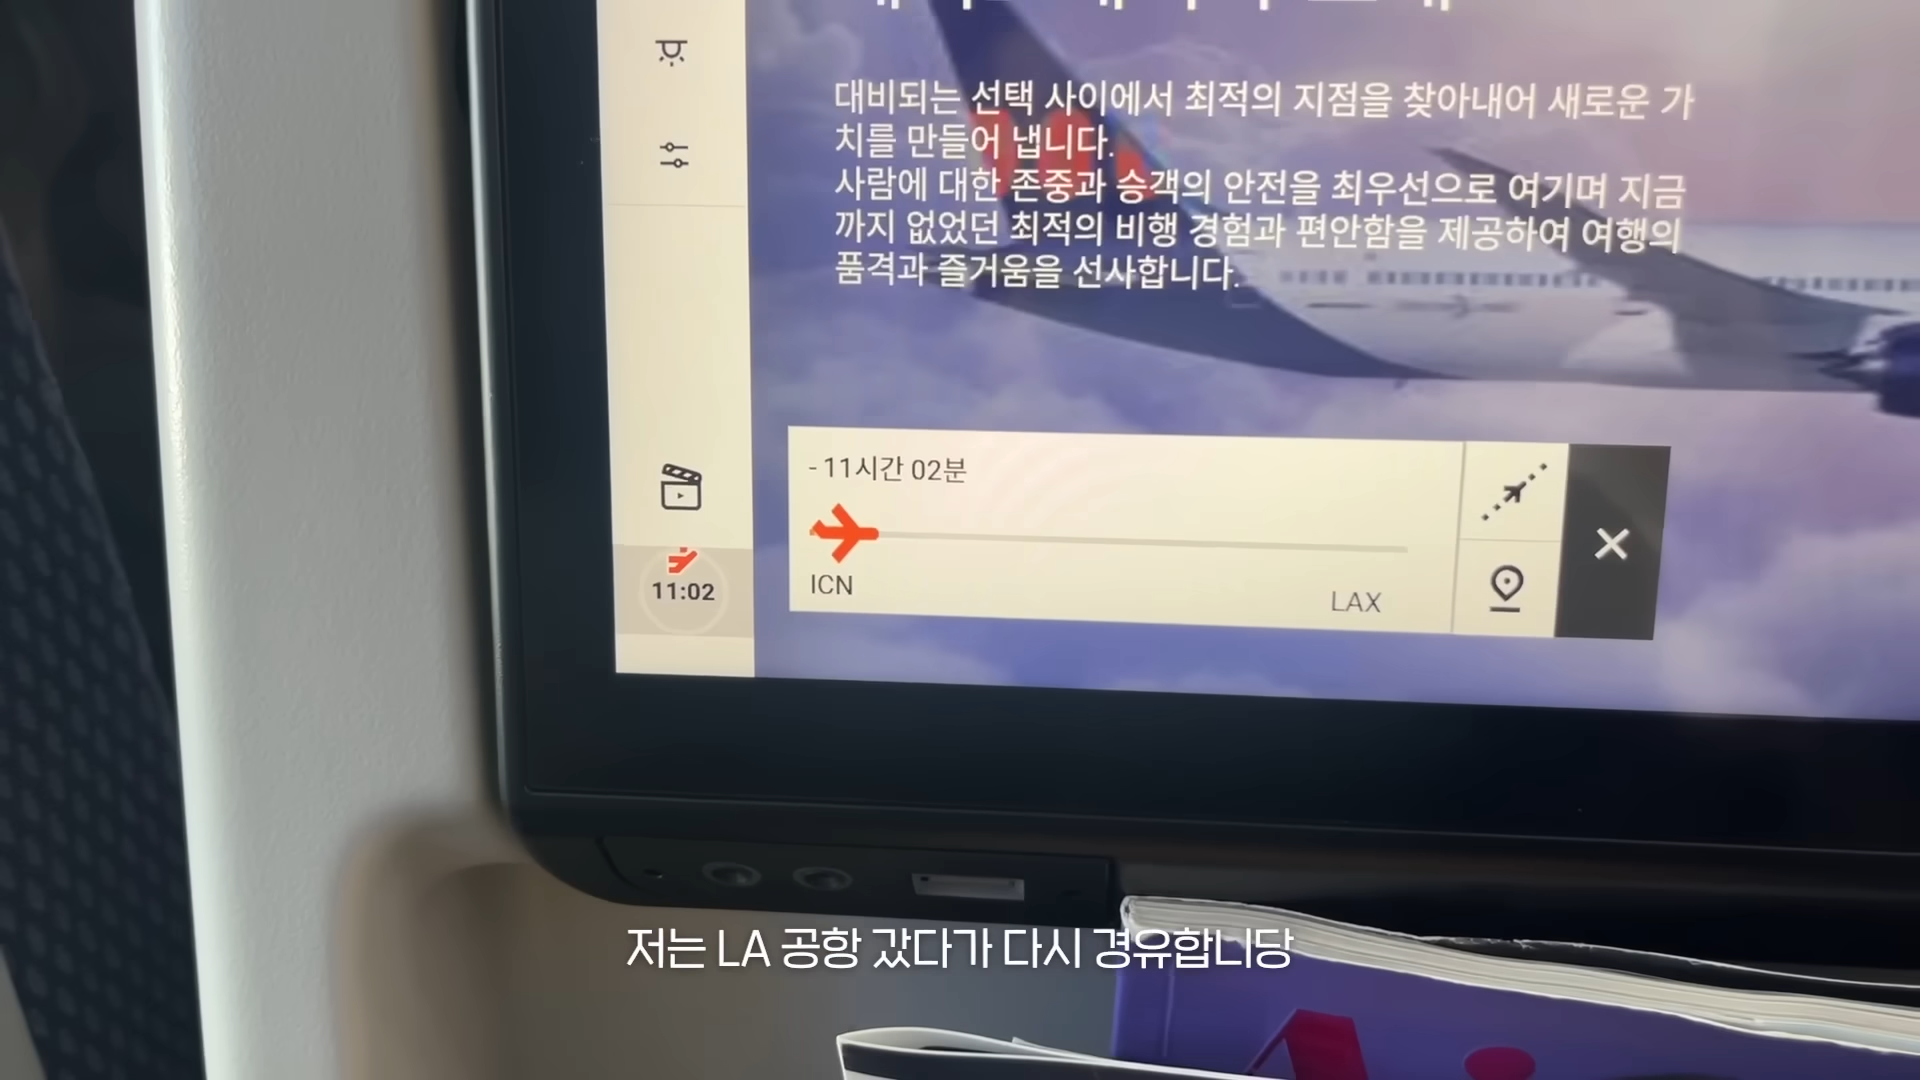 대비되는 선택 사이에서 최적의 지점을 찾아내어 새로운 가
치를 만들어 냅니다.
사람에 대한 존중과 승객의 안전을 최우선으로 여기며 지금
까지 없었던 최적의 비행 경험과 편안함을 제공하여 여행의
품격과 즐거움을 선사합니다.
- 11시간 02분
11:02
ICN
LAX
저는 LA 공항 갔다가 다시 경유합니당